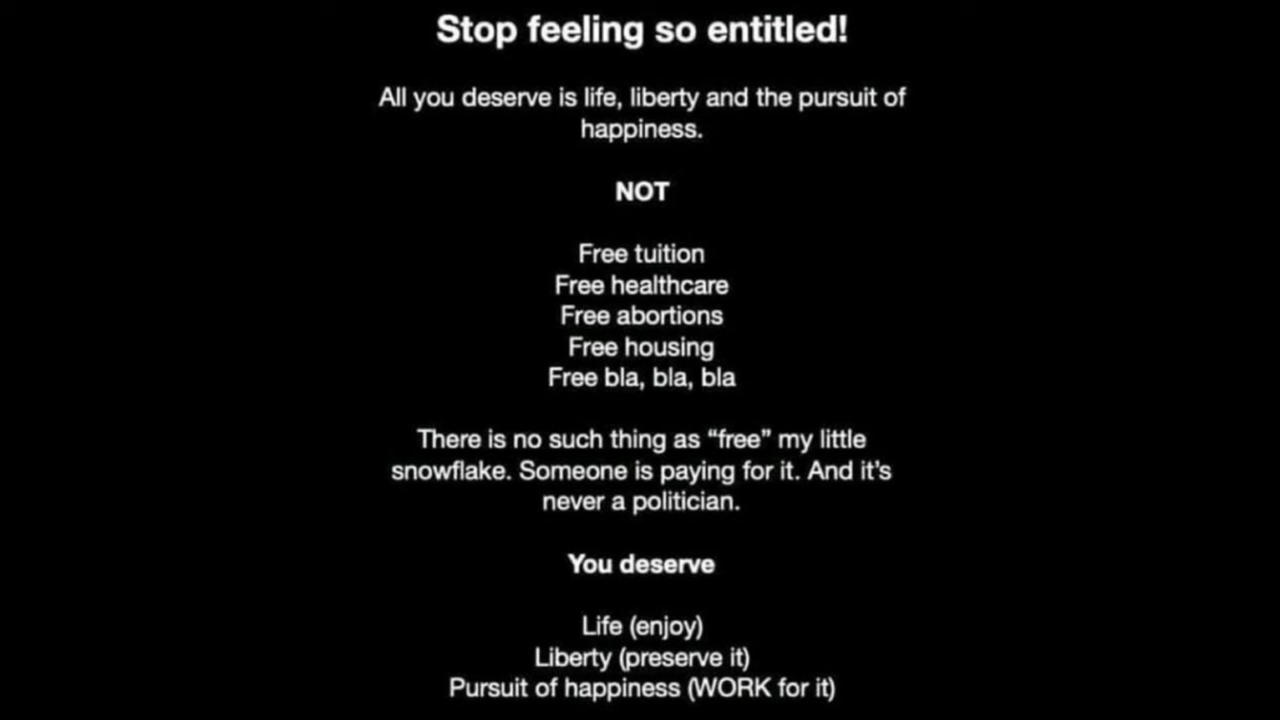 Stop feeling so entitled!
All you deserve is life, liberty and the pursuit of
happiness.
NOT
Free tuition
Free healthcare
Free abortions
Free housing
Free bla, bla, bla
There is no such thing as “free” my little
snowflake. Someone is paying for it. And it’s
never a politician.
You deserve
Life (enjoy)
Liberty (preserve it)
Pursuit of happiness (WORK for it)